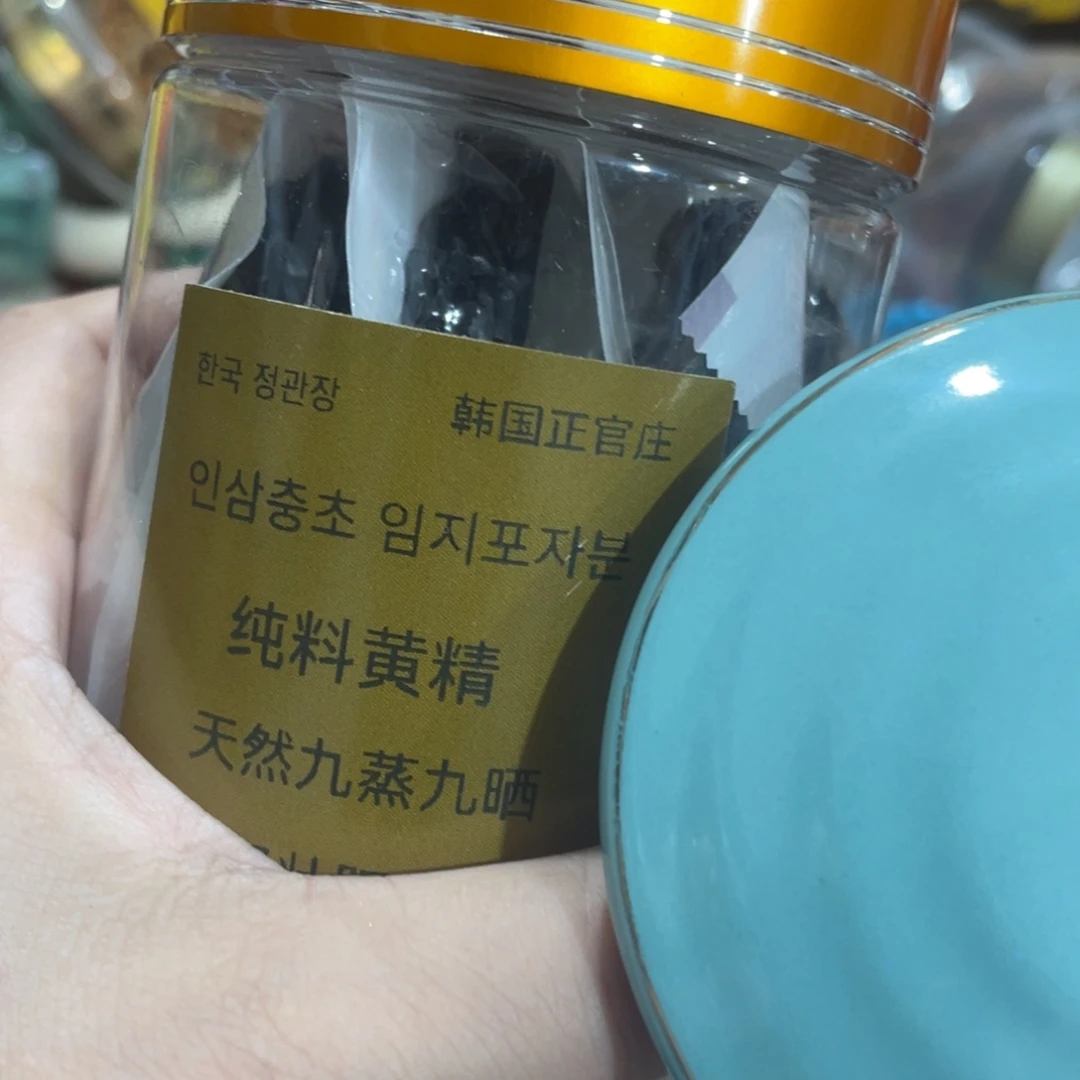 한국 정관장 韩国正官庄
인삼충초 임지포자분
纯料黄精
天然九蒸九晒